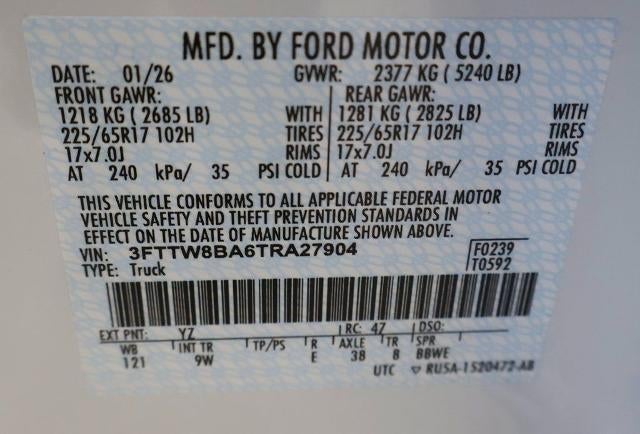 MFD. BY FORD MOTOR CO.
DATE: 01/26 GVWR: 2377 KG ( 5240 LB)
FRONT GAWR: REAR GAWR:
1218 KG ( 2685 LB) WITH 1281 KG ( 2825 LB) WITH
225/65R17 102H TIRES 225/65R17 102H TIRES
17x7.0J RIMS 17x7.0J RIMS
AT 240 kPa/ 35 PSI COLD AT 240 kPa/ 35 PSI COLD
THIS VEHICLE CONFORMS TO ALL APPLICABLE FEDERAL MOTOR
VEHICLE SAFETY AND THEFT PREVENTION STANDARDS IN
EFFECT ON THE DATE OF MANUFACTURE SHOWN ABOVE.
VIN: 3FTTW8BA6TRA27904 F0239
TYPE: Truck T0592
EXT PNT: YZ RC: 47 DSO:
WB INT TR TP/PS R AXLE TR SPR
121 9W E 38 8 BBWE
UTC ▽ RU5A-1520472-AB